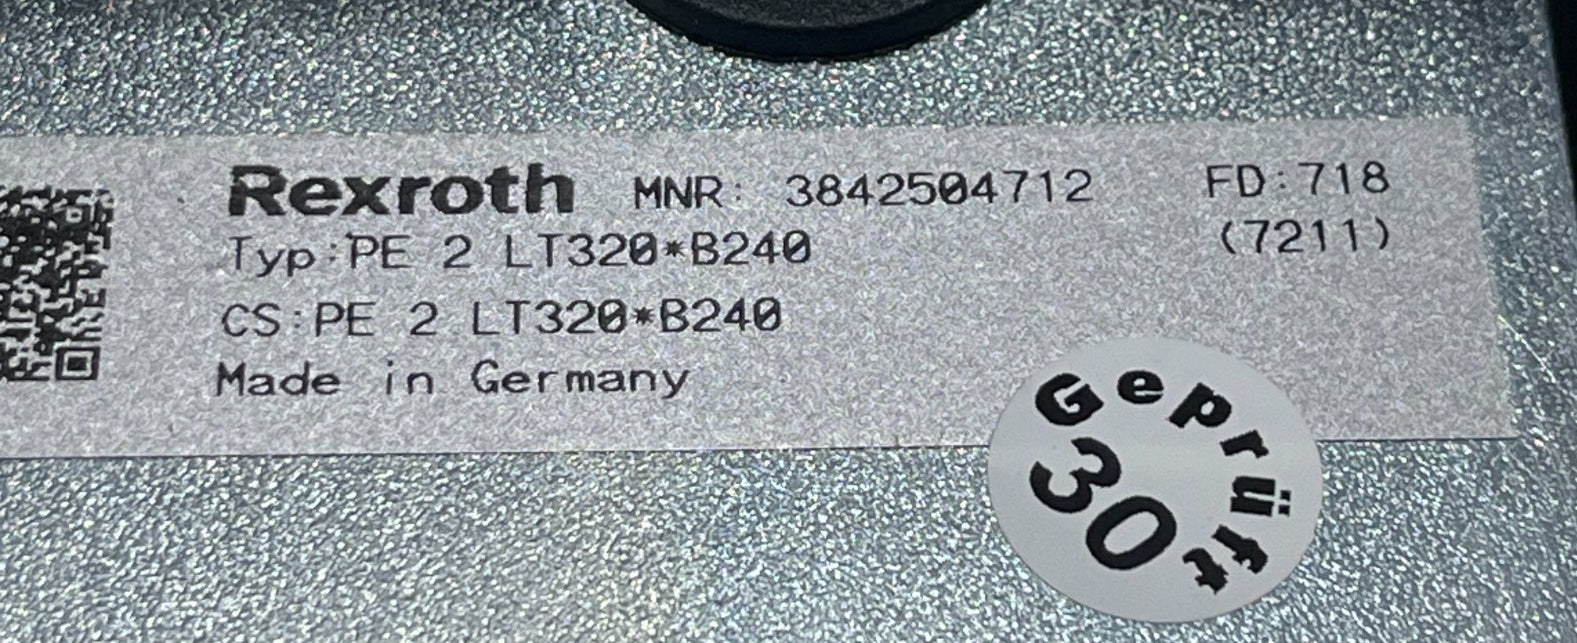 Rexroth MNR: 3842504712 FD:718
Typ:PE 2 LT320*B240 (7211)
CS:PE 2 LT320*B240
Made in Germany
Geprüft
30